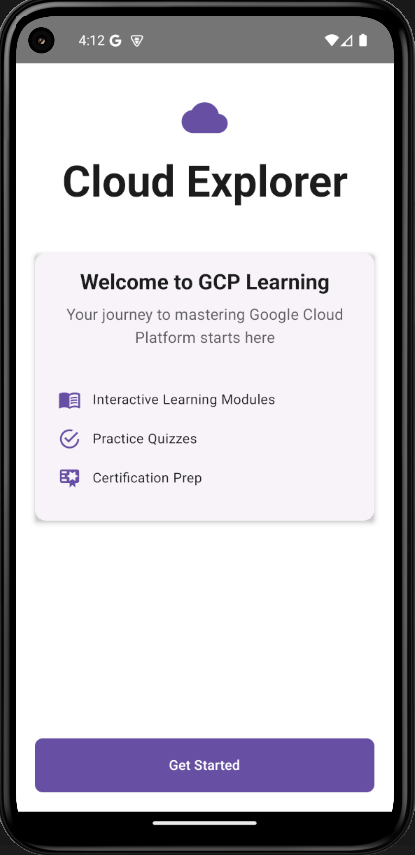 4:12
Cloud Explorer
Welcome to GCP Learning
Your journey to mastering Google Cloud
Platform starts here
Interactive Learning Modules
Practice Quizzes
Certification Prep
Get Started